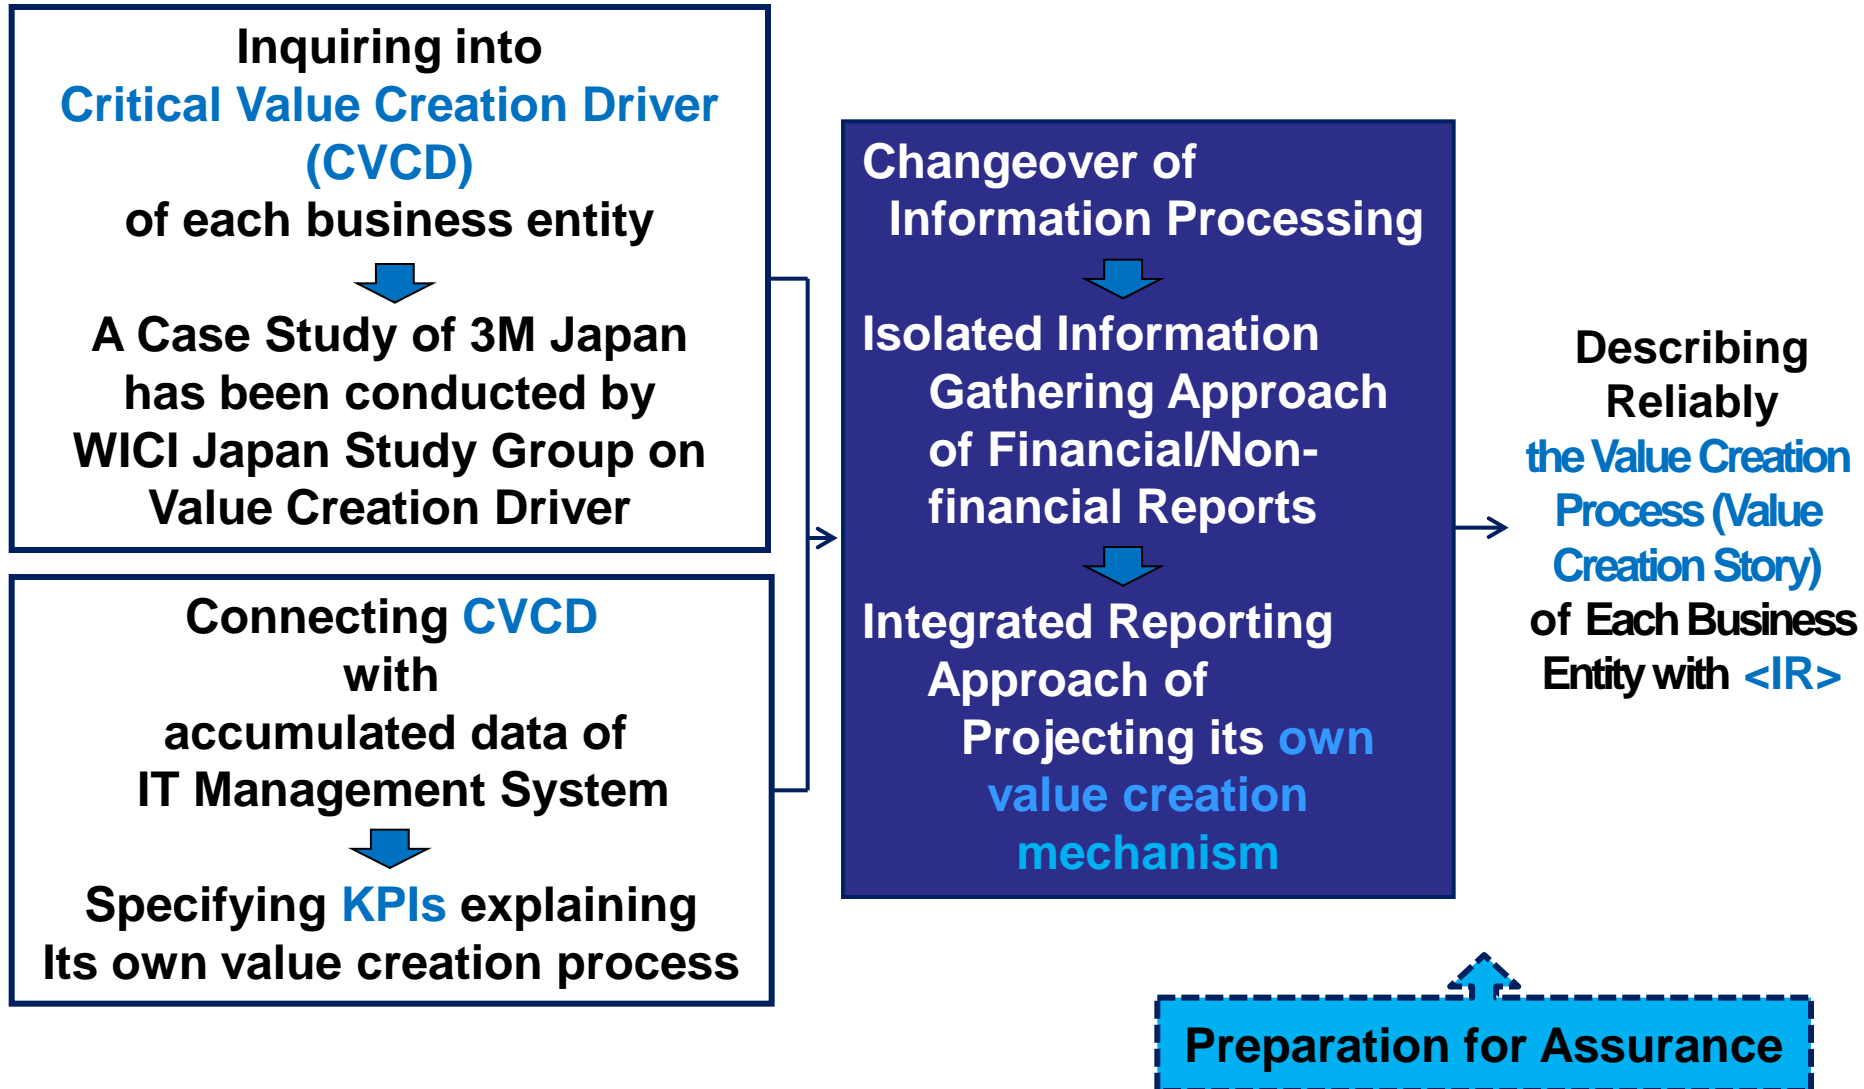 Inquiring into
Critical Value Creation Driver
(CVCD)
of each business entity
A Case Study of 3M Japan
has been conducted by
WICI Japan Study Group on
Value Creation Driver
Connecting CVCD
with
accumulated data of
IT Management System
Specifying KPIs explaining
Its own value creation process
Changeover of
Information Processing
Isolated Information
Gathering Approach
of Financial/Non-
financial Reports
Integrated Reporting
Approach of
Projecting its own
value creation
mechanism
Describing
Reliably
the Value Creation
Process (Value
Creation Story)
of Each Business
Entity with <IR>
Preparation for Assurance